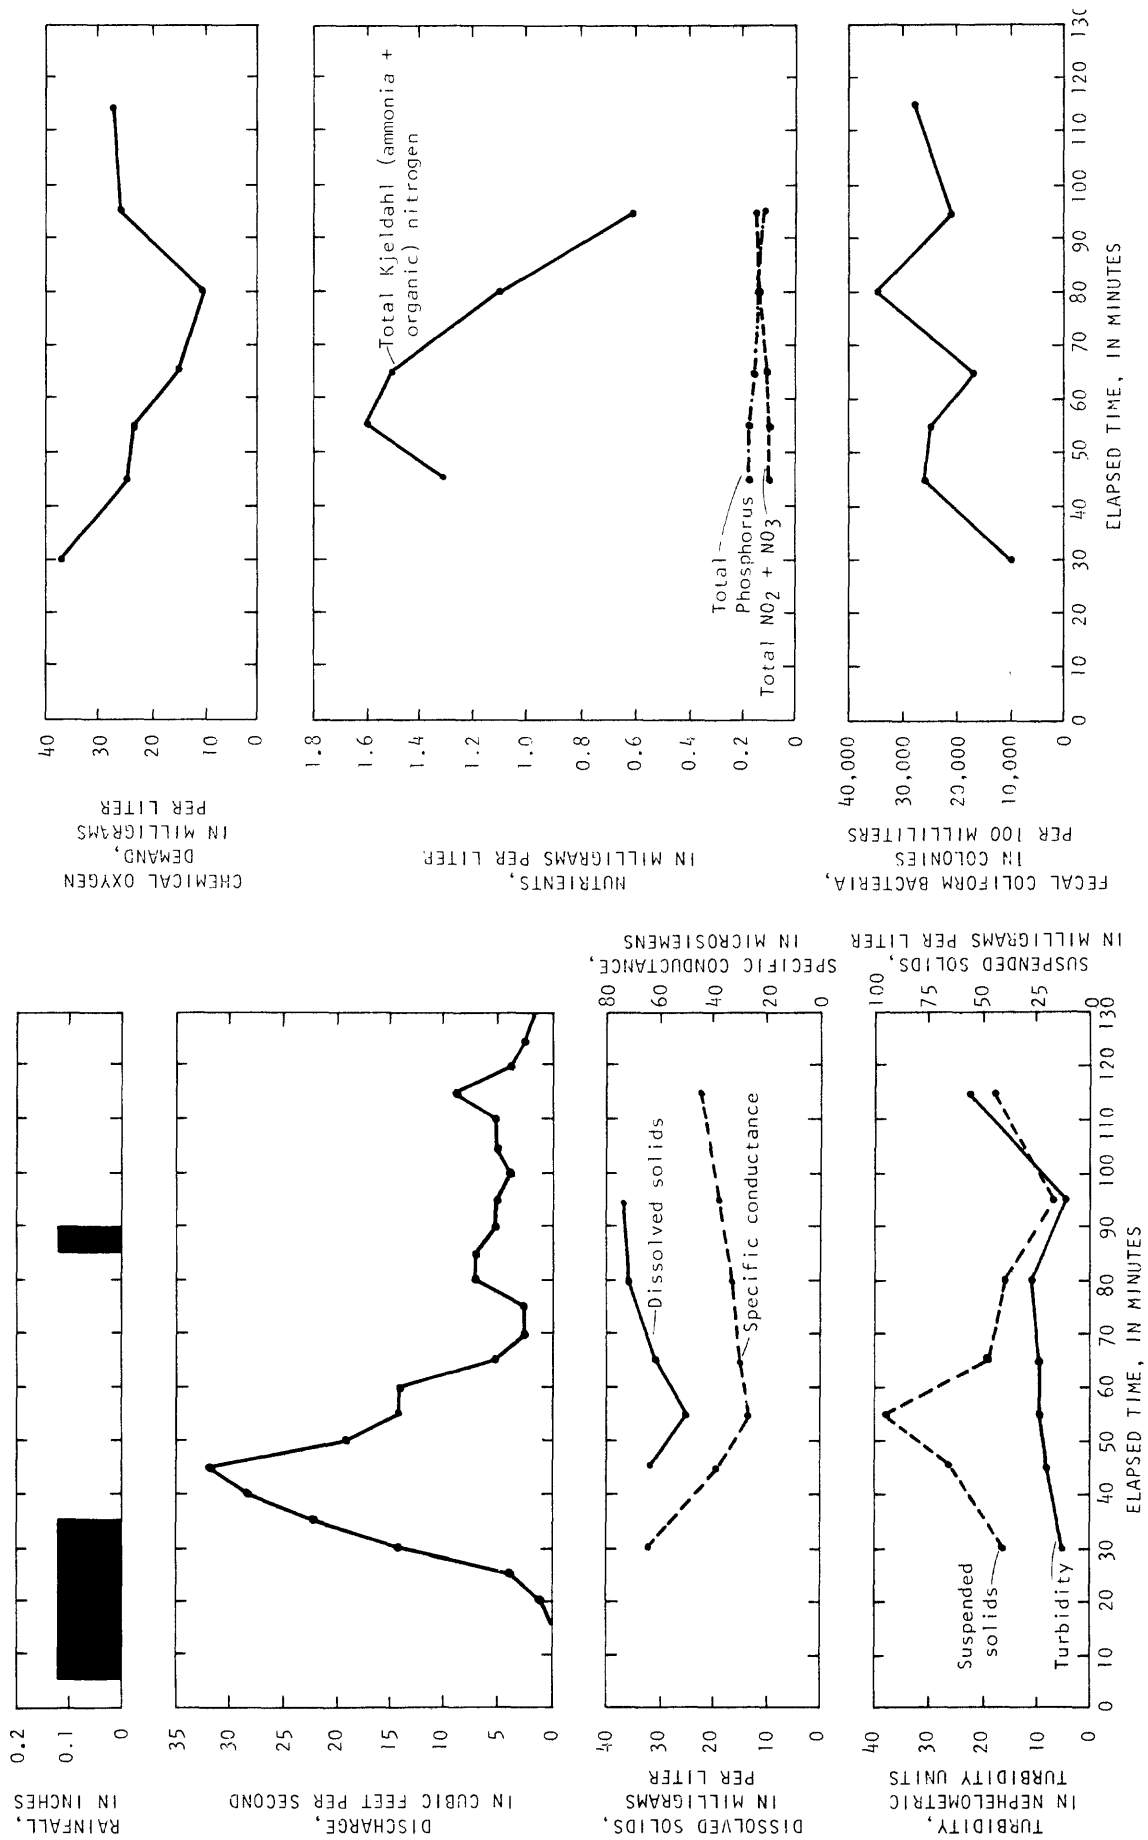 RAINFALL,
IN INCHES
0.2
0.1
0
DISCHARGE,
IN CUBIC FEET PER SECOND
35
30
25
20
15
10
5
0
DISSOLVED SOLIDS,
IN MILLIGRAMS
PER LITER
40
30
20
10
0
Dissolved solids
Specific conductance
80
60
40
20
0
SPECIFIC CONDUCTANCE,
IN MICROSIEMENS
TURBIDITY,
IN NEPHELOMETRIC
TURBIDITY UNITS
40
30
20
10
0
Suspended
solids
Turbidity
100
75
50
25
0
SUSPENDED SOLIDS,
IN MILLIGRAMS PER LITER
0 10 20 30 40 50 60 70 80 90 100 110 120 130
ELAPSED TIME, IN MINUTES
CHEMICAL OXYGEN
DEMAND,
IN MILLIGRAMS
PER LITER
40
30
20
10
0
NUTRIENTS,
IN MILLIGRAMS PER LITER
1.8
1.6
1.4
1.2
1.0
0.8
0.6
0.4
0.2
0
Total Kjeldahl (ammonia +
organic) nitrogen
Total
Phosphorus
Total NO2 + NO3
FECAL COLIFORM BACTERIA,
IN COLONIES
PER 100 MILLILITERS
40,000
30,000
20,000
10,000
0
0 10 20 30 40 50 60 70 80 90 100 110 120 130
ELAPSED TIME, IN MINUTES